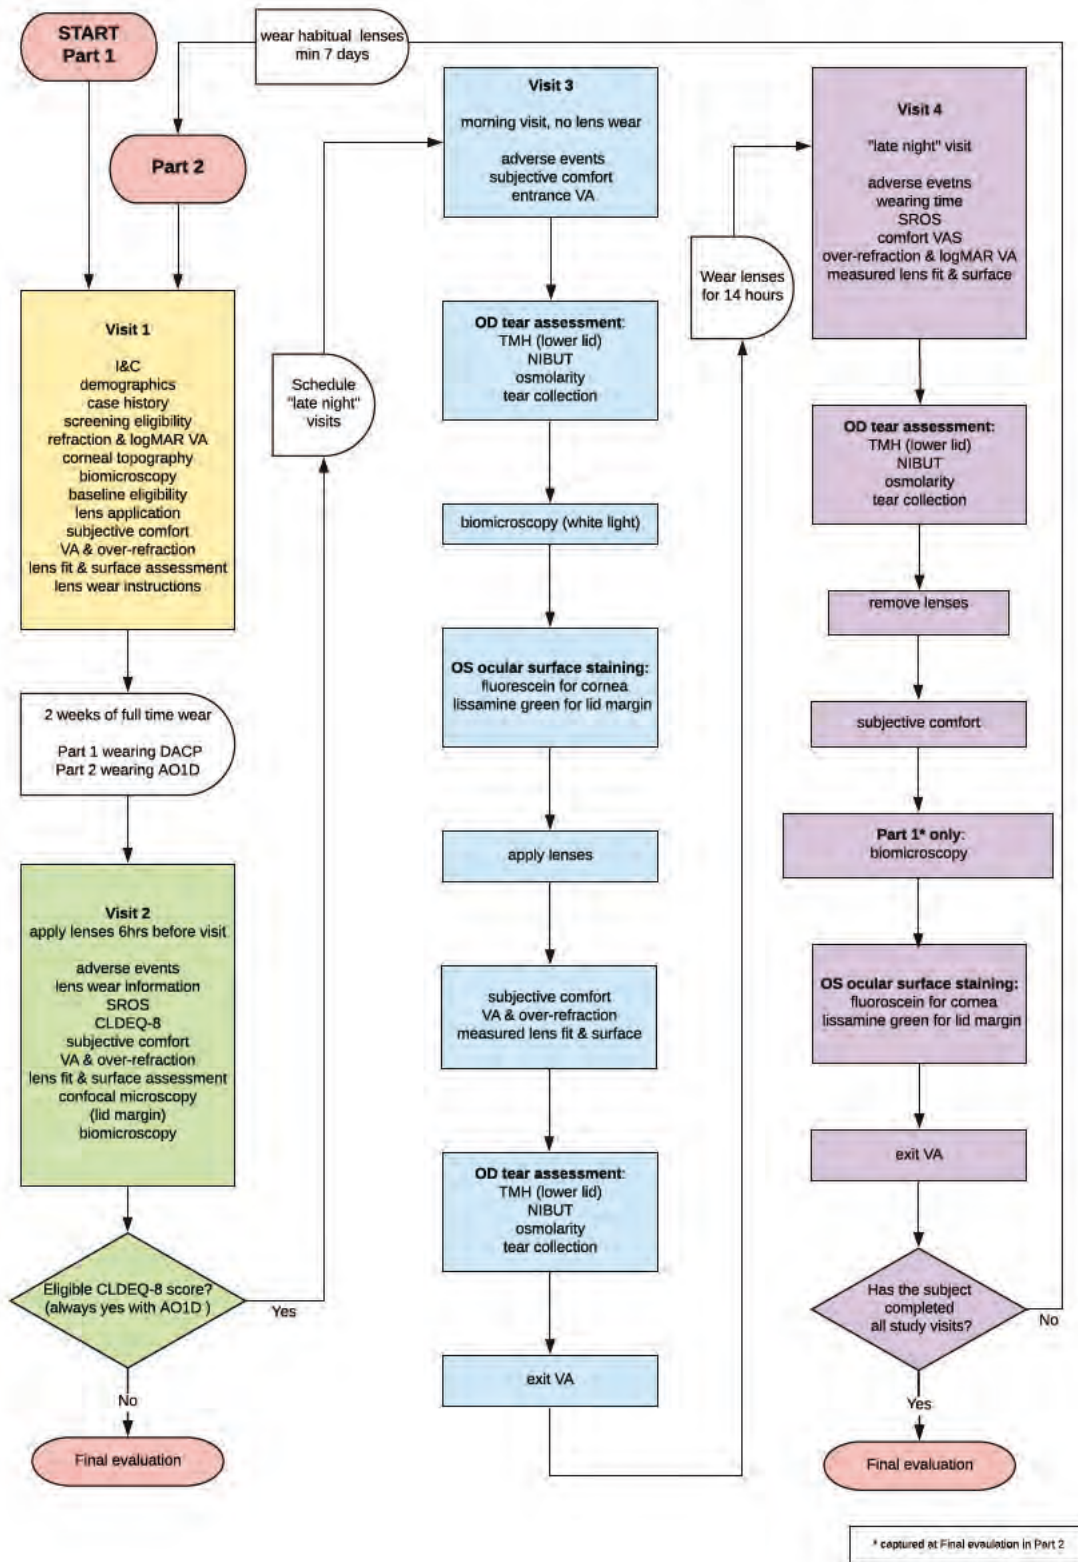 START
Part 1
wear habitual lenses
min 7 days
Part 2
Visit 1
I&C
demographics
case history
screening eligibility
refraction & logMAR VA
corneal topography
biomicroscopy
baseline eligibility
lens application
subjective comfort
VA & over-refraction
lens fit & surface assessment
lens wear instructions
2 weeks of full time wear
Part 1 wearing DACP
Part 2 wearing AO1D
Visit 2
apply lenses 6hrs before visit
adverse events
lens wear information
SROS
CLDEQ-8
subjective comfort
VA & over-refraction
lens fit & surface assessment
confocal microscopy
(lid margin)
biomicroscopy
Eligible CLDEQ-8 score?
(always yes with AO1D )
Yes
No
Final evaluation
Schedule
"late night"
visits
Visit 3
morning visit, no lens wear
adverse events
subjective comfort
entrance VA
OD tear assessment:
TMH (lower lid)
NIBUT
osmolarity
tear collection
biomicroscopy (white light)
OS ocular surface staining:
fluorescein for cornea
lissamine green for lid margin
apply lenses
subjective comfort
VA & over-refraction
measured lens fit & surface
OD tear assessment:
TMH (lower lid)
NIBUT
osmolarity
tear collection
exit VA
Wear lenses
for 14 hours
Visit 4
"late night" visit
adverse evetns
wearing time
SROS
comfort VAS
over-refraction & logMAR VA
measured lens fit & surface
OD tear assessment:
TMH (lower lid)
NIBUT
osmolarity
tear collection
remove lenses
subjective comfort
Part 1* only:
biomicroscopy
OS ocular surface staining:
fluoroscein for cornea
lissamine green for lid margin
exit VA
Has the subject
completed
all study visits?
No
Yes
Final evaluation
* captured at Final evaulation in Part 2